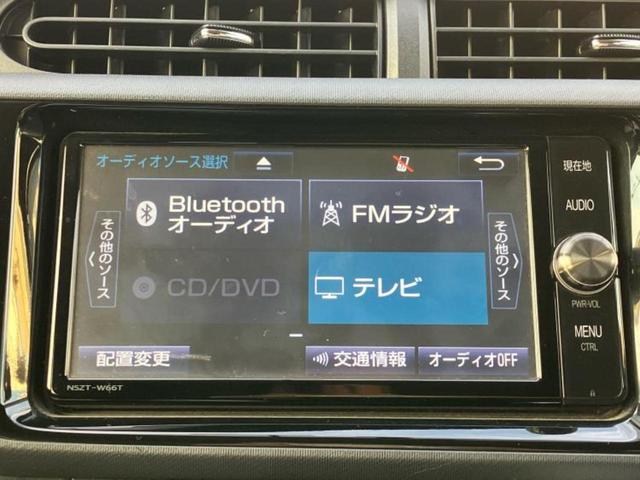 オーディオソース選択
現在地
Bluetooth
オーディオ
FMラジオ
AUDIO
その他のソース
その他のソース
CD/DVD
テレビ
PWR•VOL
MENU
CTRL
配置変更
交通情報
オーディオOFF
NSZT-W66T